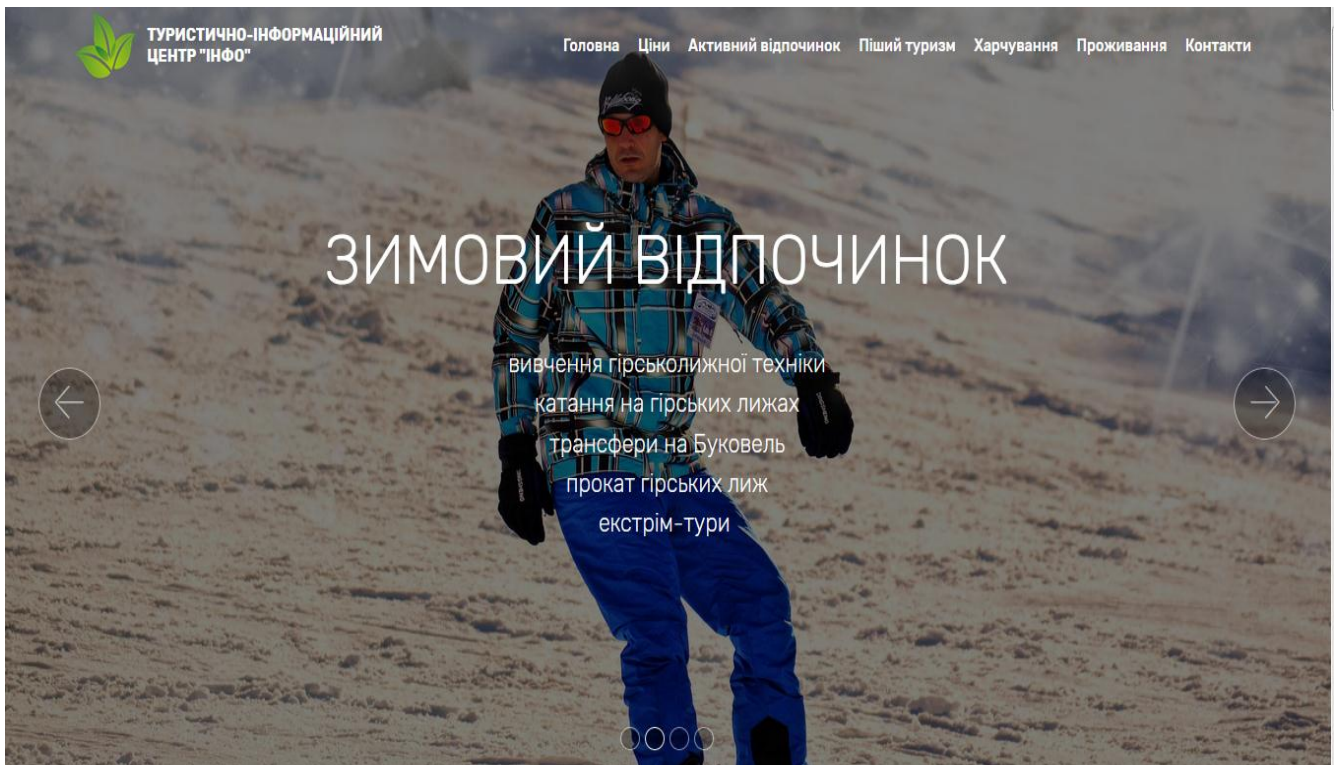 ТУРИСТИЧНО-ІНФОРМАЦІЙНИЙ
ЦЕНТР "ІНФО"
Головна Ціни Активний відпочинок Піший туризм Харчування Проживання Контакти
ЗИМОВИЙ ВІДПОЧИНОК
вивчення гірськолижної техніки
катання на гірських лижах
трансфери на Буковель
прокат гірських лиж
екстрім-тури